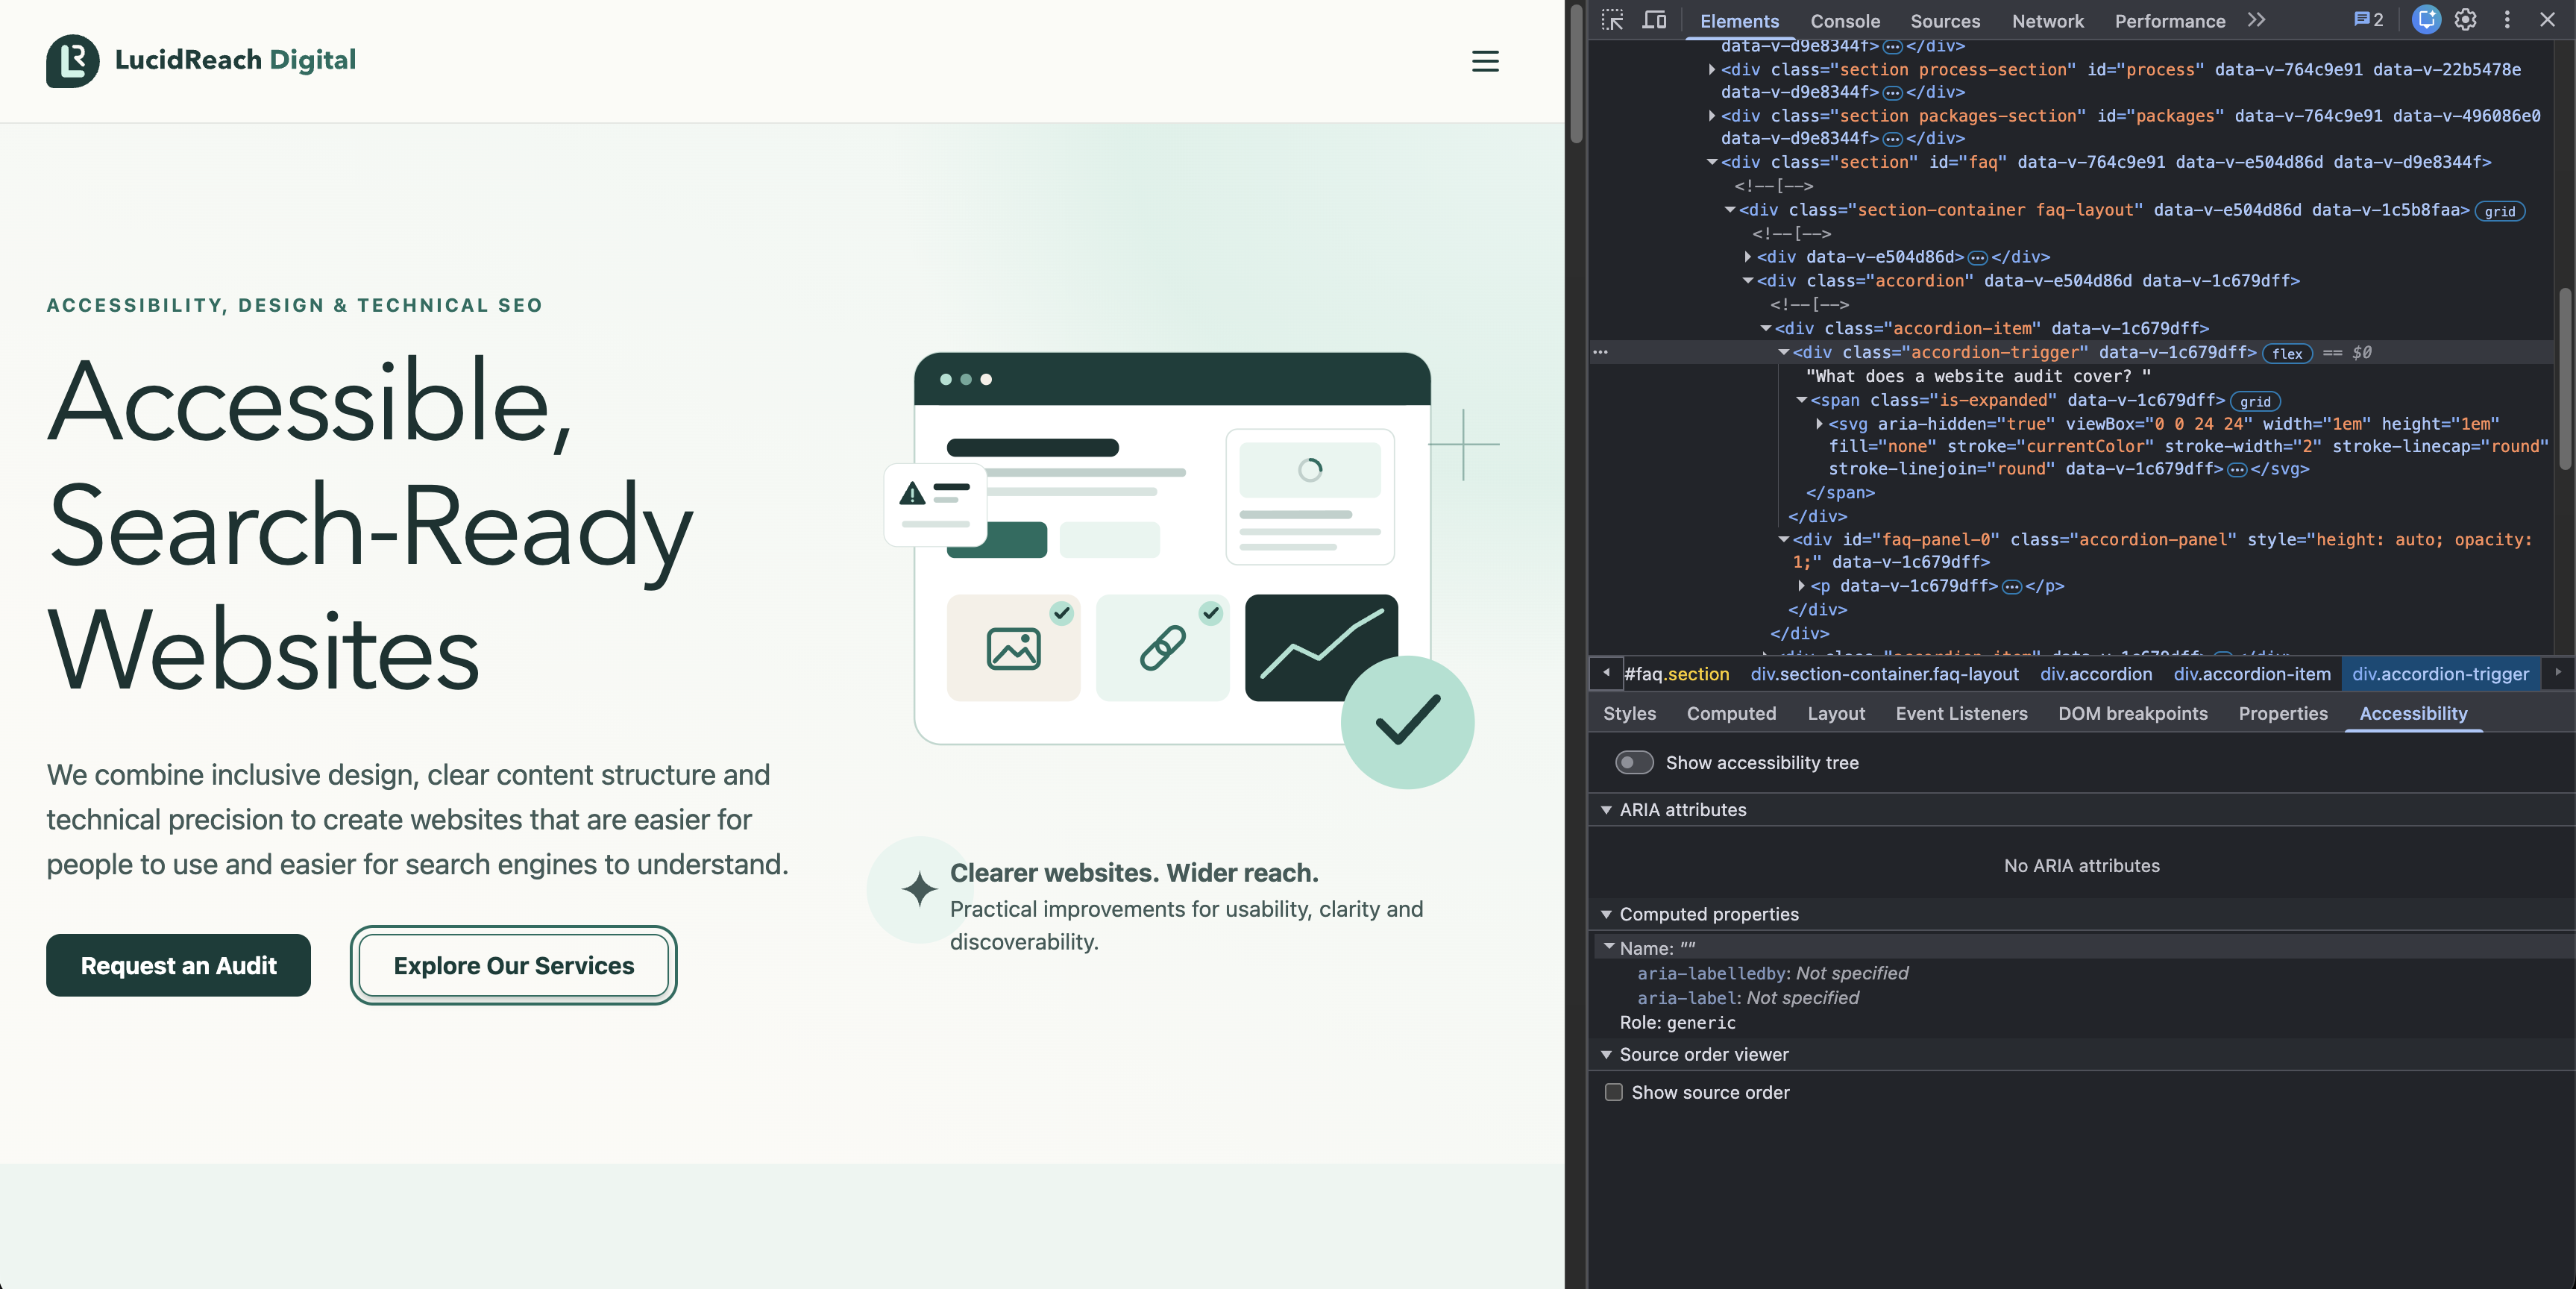 LucidReach Digital
ACCESSIBILITY, DESIGN & TECHNICAL SEO
Accessible,
Search-Ready
Websites
We combine inclusive design, clear content structure and
technical precision to create websites that are easier for
people to use and easier for search engines to understand.
Request an Audit
Explore Our Services
Clearer websites. Wider reach.
Practical improvements for usability, clarity and
discoverability.
Elements Console Sources Network Performance 2
data-v-d9e8344f> ⋯ </div>
<div class="section process-section" id="process" data-v-764c9e91 data-v-22b5478e
data-v-d9e8344f> ⋯ </div>
<div class="section packages-section" id="packages" data-v-764c9e91 data-v-496086e0
data-v-d9e8344f> ⋯ </div>
<div class="section" id="faq" data-v-764c9e91 data-v-e504d86d data-v-d9e8344f>
<!--[-->
<div class="section-container faq-layout" data-v-e504d86d data-v-1c5b8faa> grid
<!--[-->
<div data-v-e504d86d> ⋯ </div>
<div class="accordion" data-v-e504d86d data-v-1c679dff>
<!--[-->
<div class="accordion-item" data-v-1c679dff>
<div class="accordion-trigger" data-v-1c679dff> flex == $0
"What does a website audit cover? "
<span class="is-expanded" data-v-1c679dff> grid
<svg aria-hidden="true" viewBox="0 0 24 24" width="1em" height="1em"
fill="none" stroke="currentColor" stroke-width="2" stroke-linecap="round"
stroke-linejoin="round" data-v-1c679dff> ⋯ </svg>
</span>
</div>
<div id="faq-panel-0" class="accordion-panel" style="height: auto; opacity:
1;" data-v-1c679dff>
<p data-v-1c679dff> ⋯ </p>
</div>
</div>
#faq.section div.section-container.faq-layout div.accordion div.accordion-item div.accordion-trigger
Styles Computed Layout Event Listeners DOM breakpoints Properties Accessibility
Show accessibility tree
ARIA attributes
No ARIA attributes
Computed properties
Name: ""
aria-labelledby: Not specified
aria-label: Not specified
Role: generic
Source order viewer
Show source order